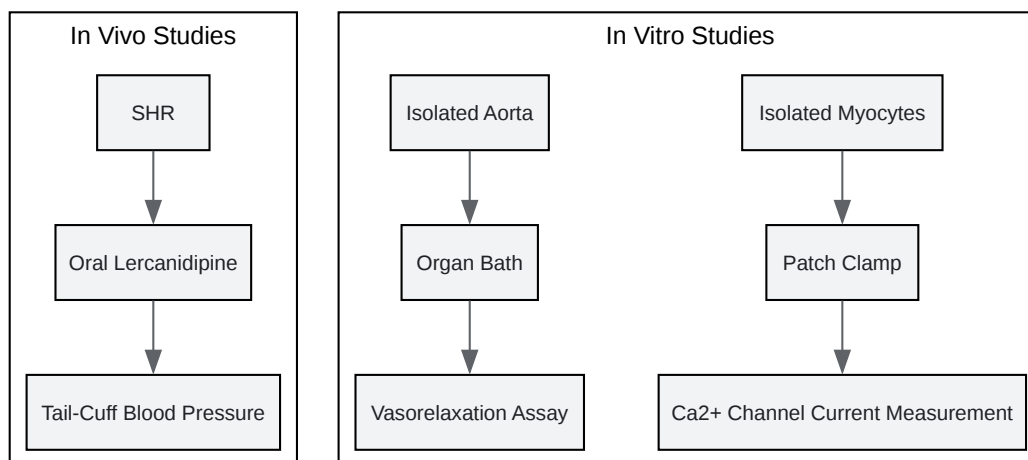 In Vivo Studies
SHR
Oral Lercanidipine
Tail-Cuff Blood Pressure
In Vitro Studies
Isolated Aorta
Organ Bath
Vasorelaxation Assay
Isolated Myocytes
Patch Clamp
Ca2+ Channel Current Measurement